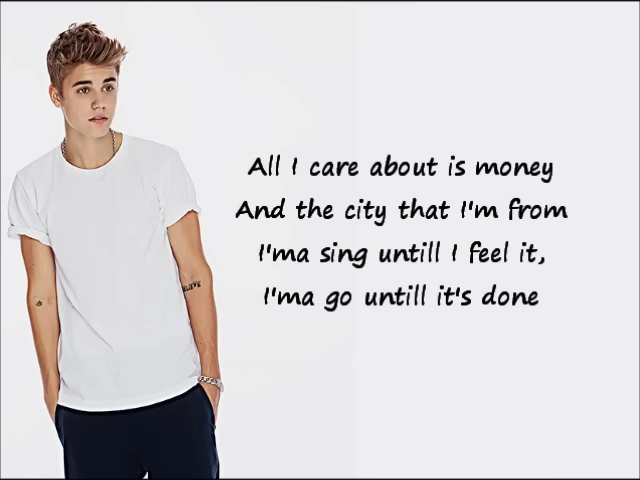 All I care about is money
And the city that I'm from
I'ma sing untill I feel it,
I'ma go untill it's done